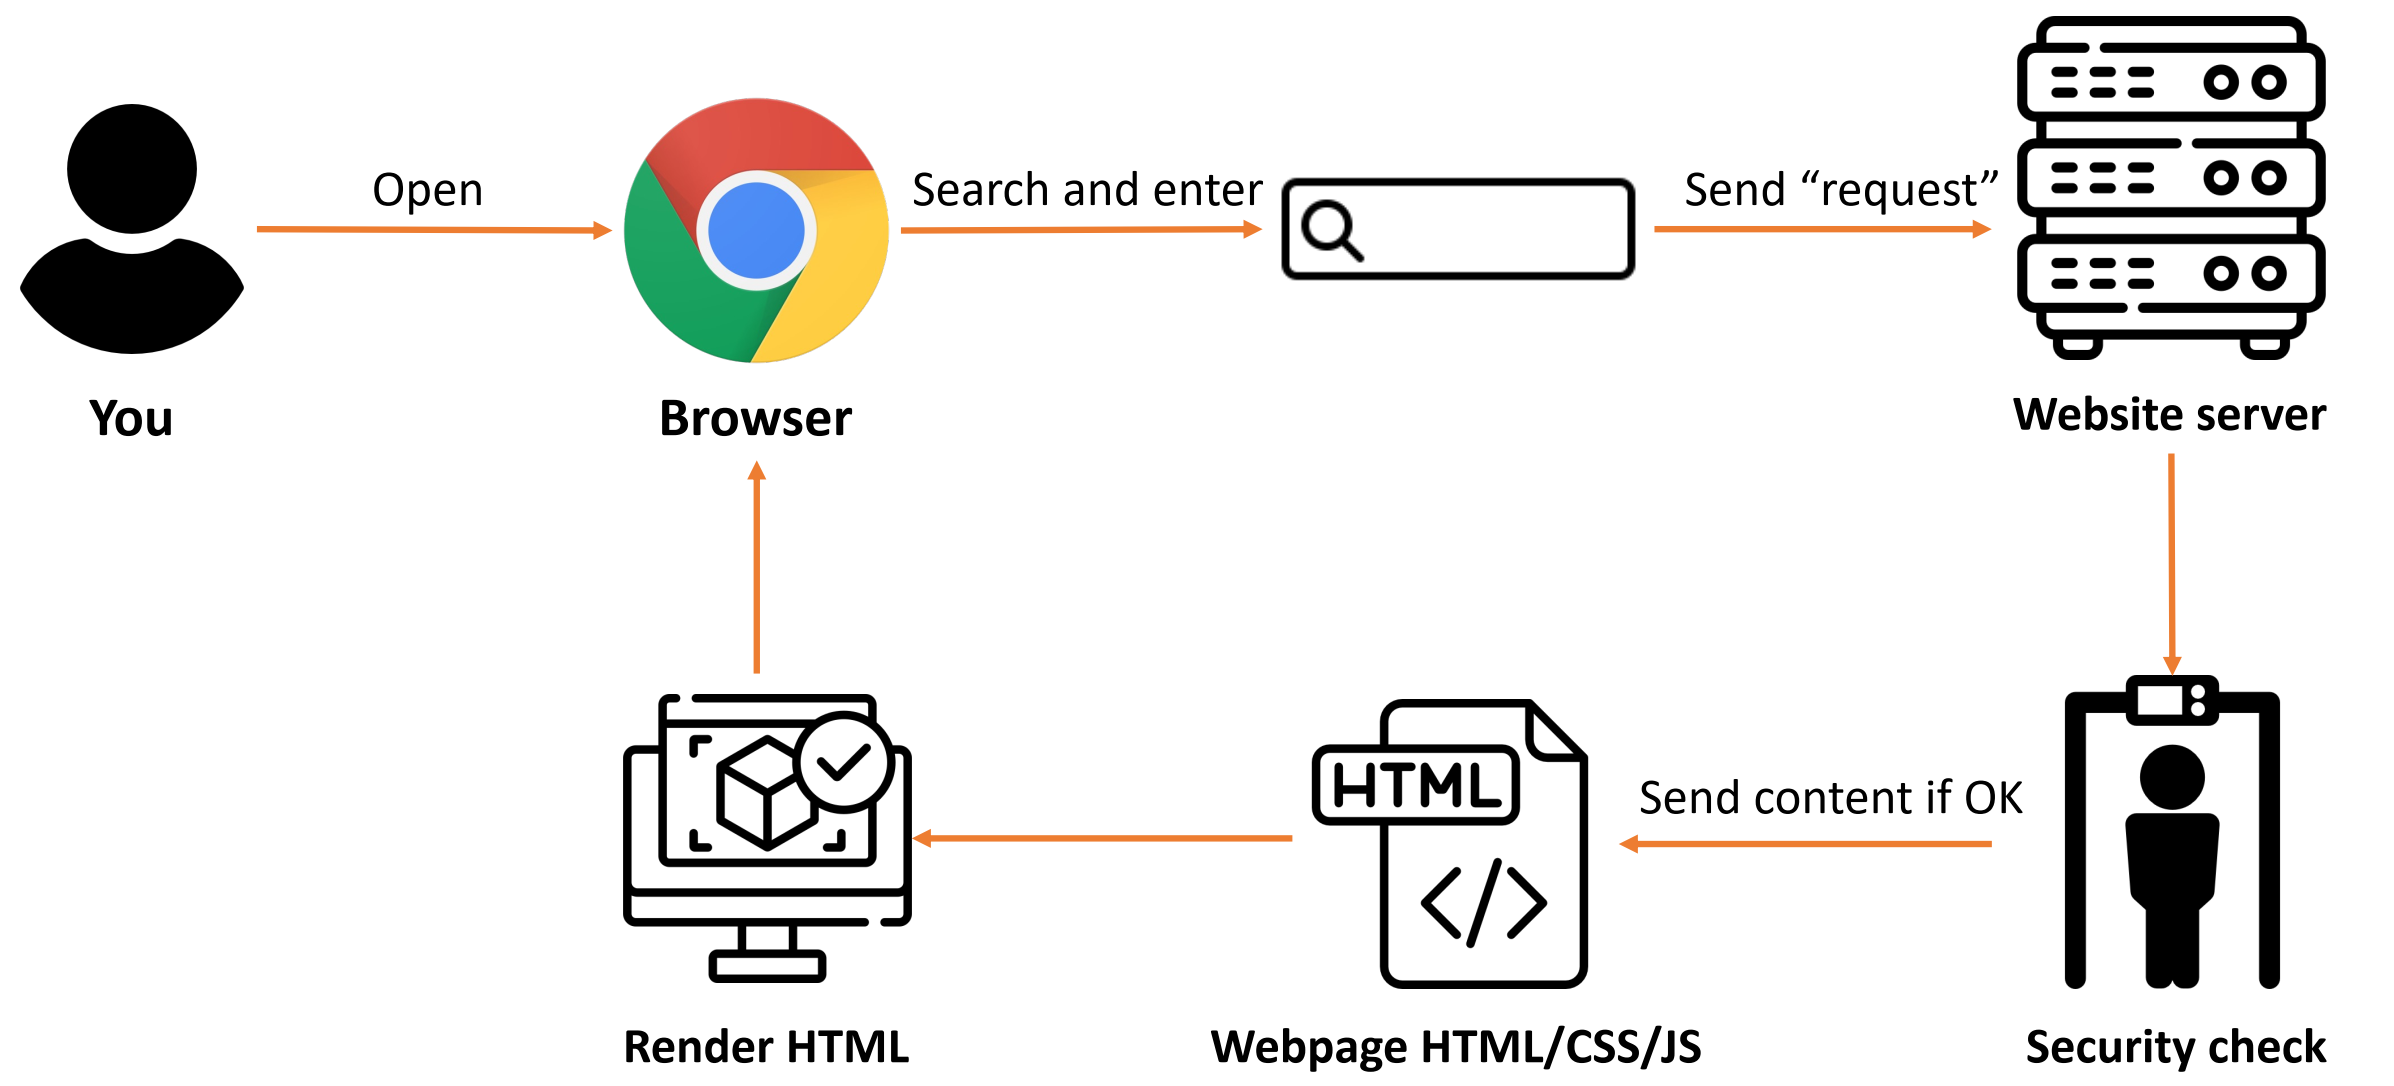 Open
Search and enter
Send “request”
You
Browser
Website server
HTML
Send content if OK
</>
Render HTML
Webpage HTML/CSS/JS
Security check